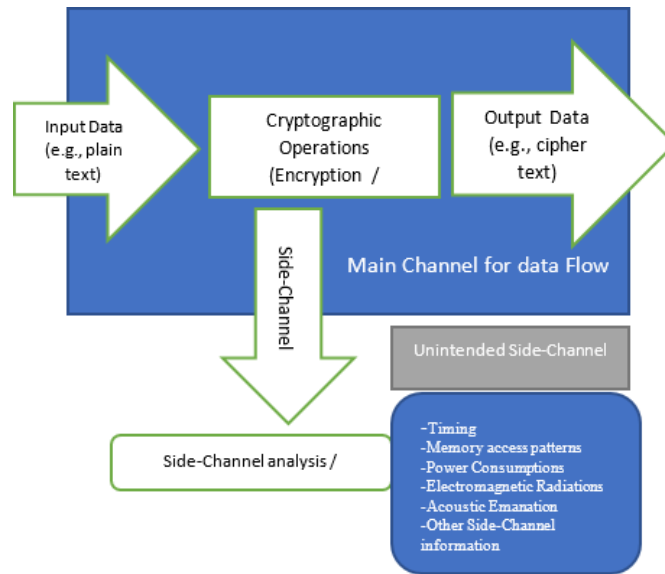 Input Data
(e.g., plain
text)
Cryptographic
Operations
(Encryption /
Output Data
(e.g., cipher
text)
Side-Channel
Main Channel for data Flow
Unintended Side-Channel
Side-Channel analysis /
-Timing
-Memory access patterns
-Power Consumptions
-Electromagnetic Radiations
-Acoustic Emanation
-Other Side-Channel
information